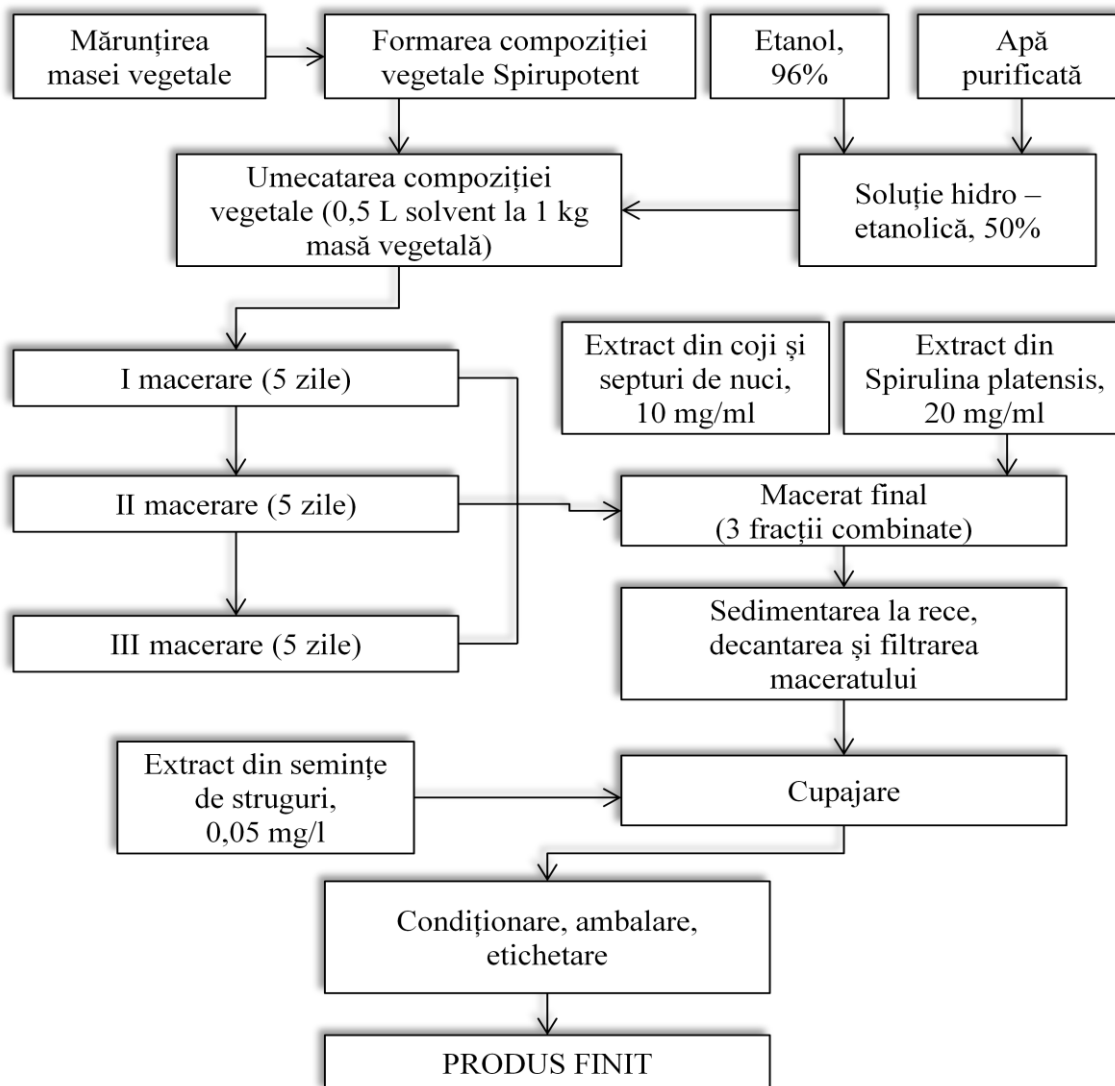 Mărunțirea
masei vegetale
Formarea compoziției
vegetale Spirupotent
Etanol,
96%
Apă
purificată
Umecatarea compoziției
vegetale (0,5 L solvent la 1 kg
masă vegetală)
Soluție hidro –
etanolică, 50%
I macerare (5 zile)
Extract din coji și
septuri de nuci,
10 mg/ml
Extract din
Spirulina platensis,
20 mg/ml
II macerare (5 zile)
Macerat final
(3 fracții combinate)
III macerare (5 zile)
Sedimentarea la rece,
decantarea și filtrarea
maceratului
Extract din semințe
de struguri,
0,05 mg/l
Cupajare
Condiționare, ambalare,
etichetare
PRODUS FINIT